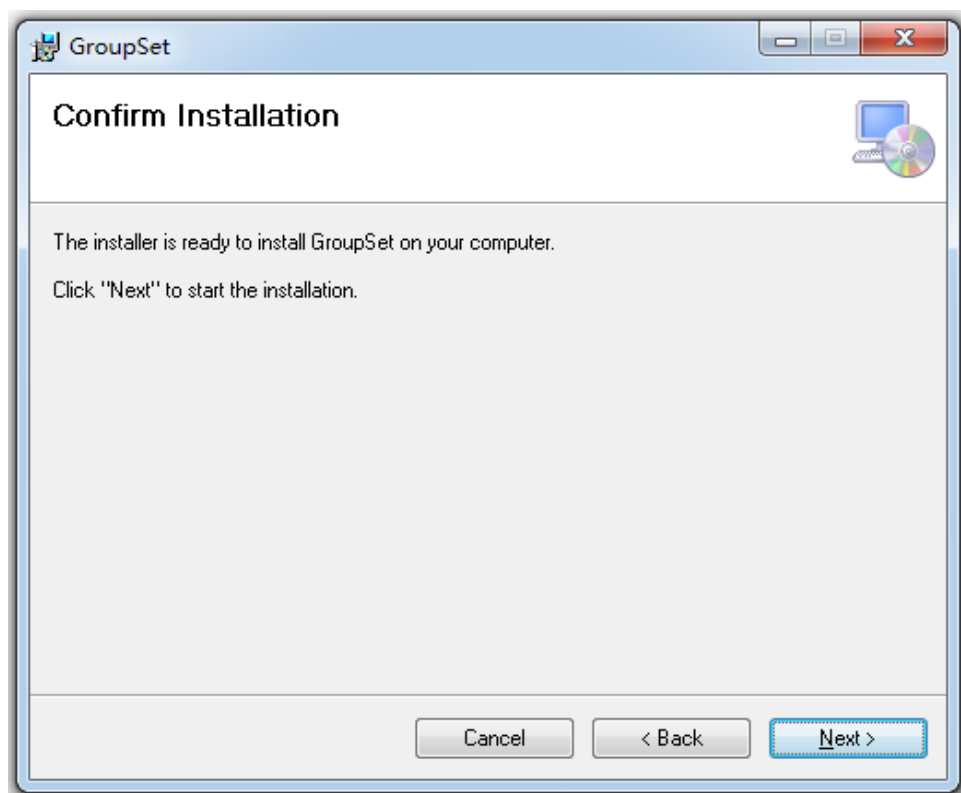 GroupSet
Confirm Installation
The installer is ready to install GroupSet on your computer.
Click "Next" to start the installation.
Cancel
< Back
Next >